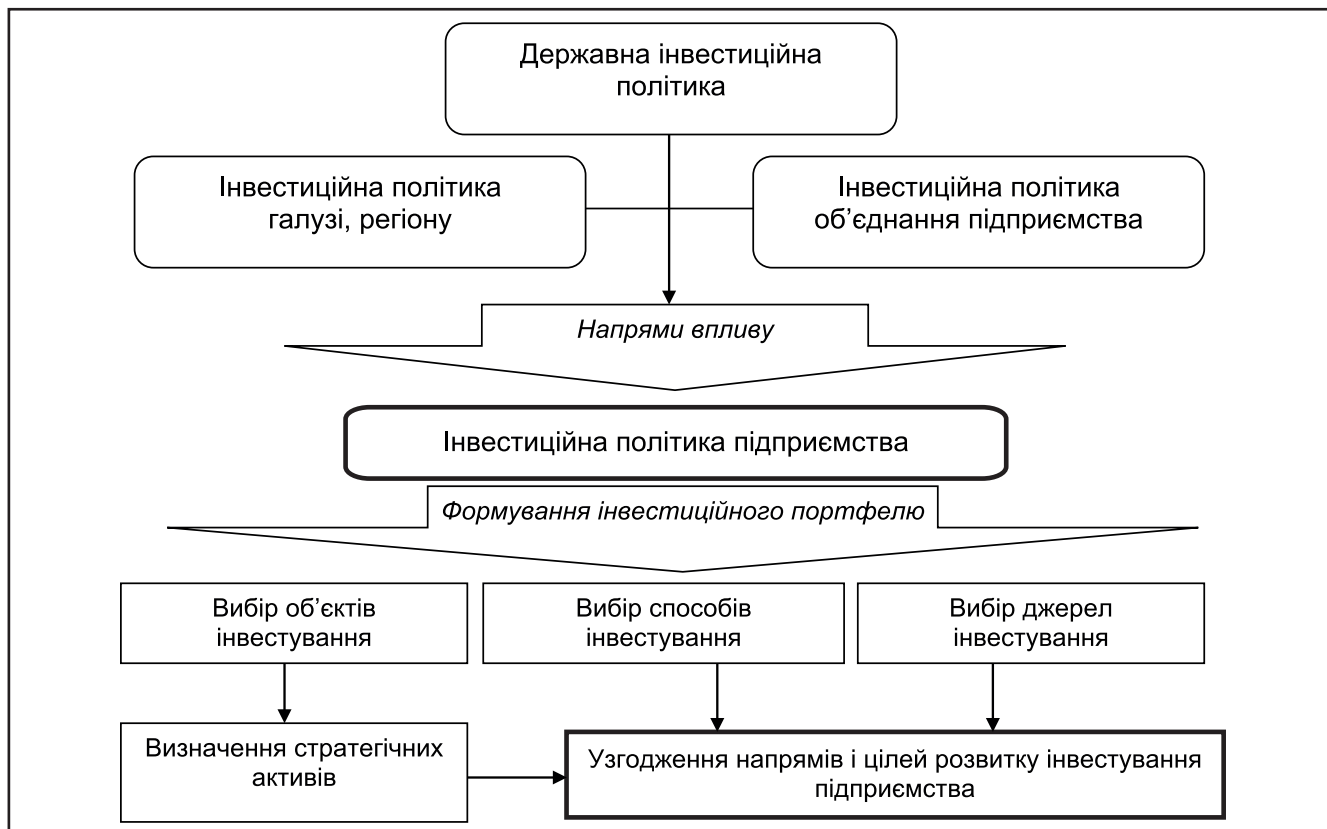 Державна інвестиційна
політика
Інвестиційна політика
галузі, регіону
Інвестиційна політика
об’єднання підприємства
Напрями впливу
Інвестиційна політика підприємства
Формування інвестиційного портфелю
Вибір об’єктів
інвестування
Вибір способів
інвестування
Вибір джерел
інвестування
Визначення стратегічних
активів
Узгодження напрямів і цілей розвитку інвестування
підприємства